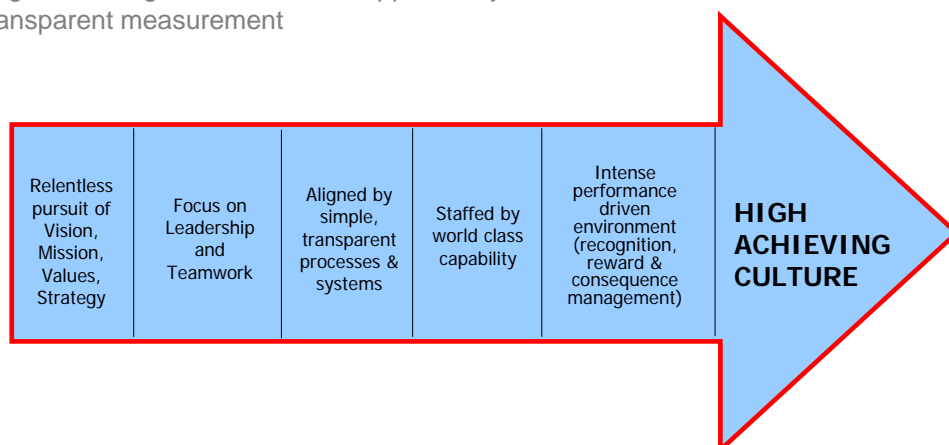 ansparent measurement
Relentless
pursuit of
Vision,
Mission,
Values,
Strategy
Focus on
Leadership
and
Teamwork
Aligned by
simple,
transparent
processes &
systems
Staffed by
world class
capability
Intense
performance
driven
environment
(recognition,
reward &
consequence
management)
HIGH
ACHIEVING
CULTURE